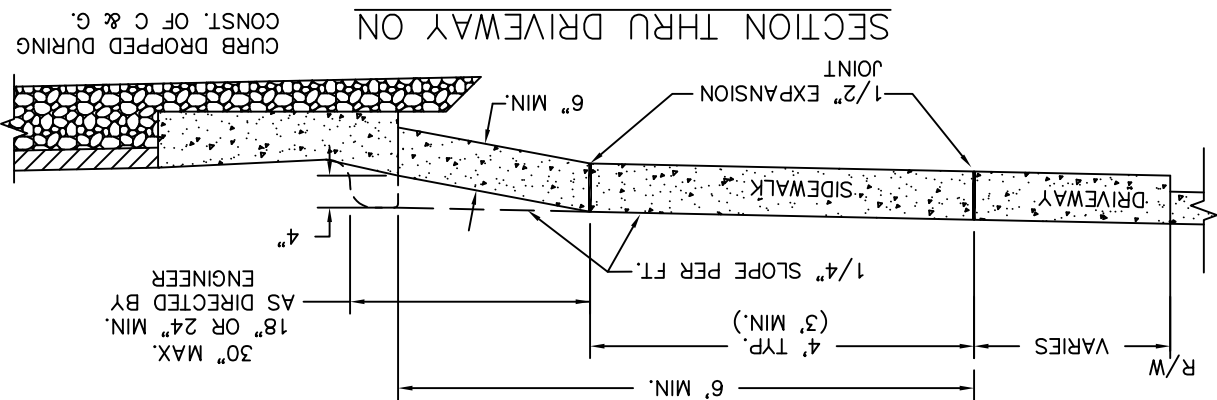 6' MIN.
R/W
VARIES
4' TYP.
(3' MIN.)
30" MAX.
18" OR 24" MIN.
AS DIRECTED BY
ENGINEER
1/4" SLOPE PER FT.
4"
DRIVEWAY
SIDEWALK
1/2" EXPANSION
JOINT
6" MIN.
CURB DROPPED DURING
CONST. OF C & G.
SECTION THRU DRIVEWAY ON